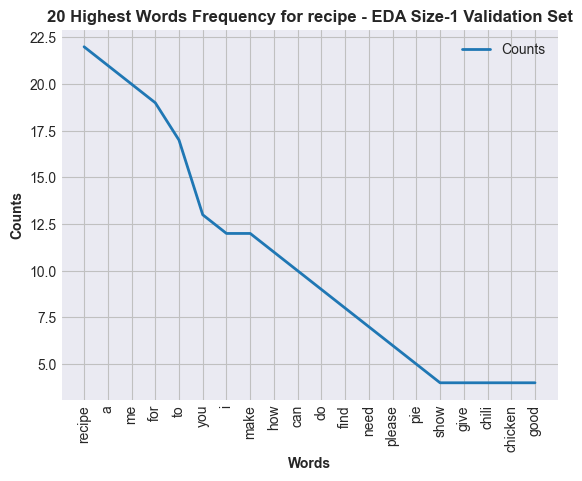 20 Highest Words Frequency for recipe - EDA Size-1 Validation Set
Counts
22.5
20.0
17.5
15.0
12.5
10.0
7.5
5.0
Counts
recipe
a
me
for
to
you
i
make
how
can
do
find
need
please
pie
show
give
chili
chicken
good
Words